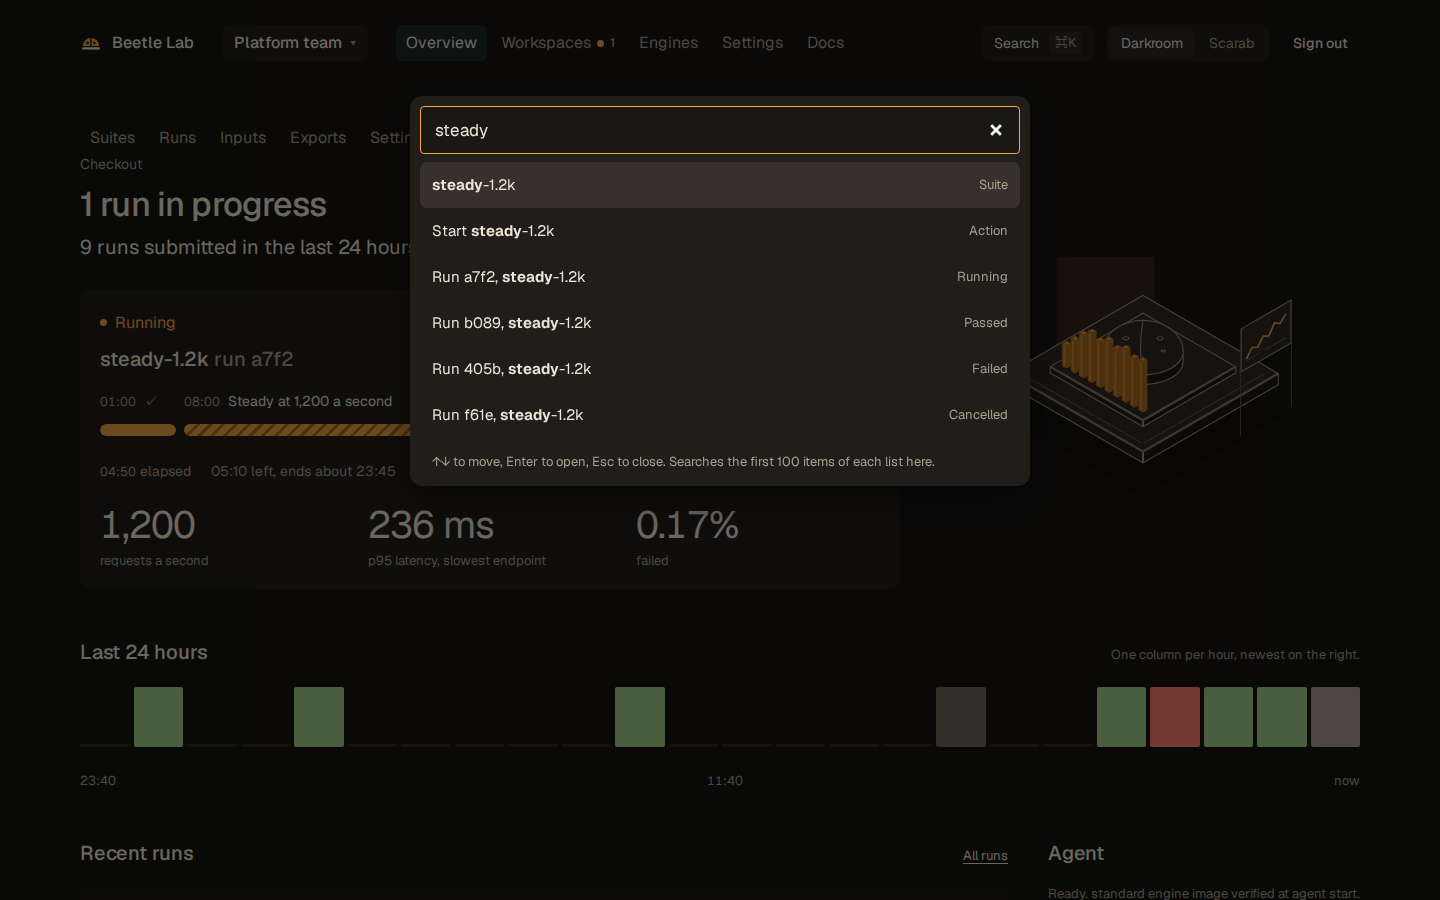 Beetle Lab
Platform team
Overview
Workspaces 1
Engines
Settings
Docs
Search ⌘K
Darkroom
Scarab
Sign out
Suites
Runs
Inputs
Exports
Checkout
1 run in progress
9 runs submitted in the last 24 hours
steady
steady-1.2k Suite
Start steady-1.2k Action
Run a7f2, steady-1.2k Running
Run b089, steady-1.2k Passed
Run 405b, steady-1.2k Failed
Run f61e, steady-1.2k Cancelled
↑↓ to move, Enter to open, Esc to close. Searches the first 100 items of each list here.
Running
steady-1.2k run a7f2
01:00 ✓ 08:00 Steady at 1,200 a second
04:50 elapsed 05:10 left, ends about 23:45
1,200
requests a second
236 ms
p95 latency, slowest endpoint
0.17%
failed
Last 24 hours
One column per hour, newest on the right.
23:40
11:40
now
Recent runs
All runs
Agent
Ready, standard engine image verified at agent start.